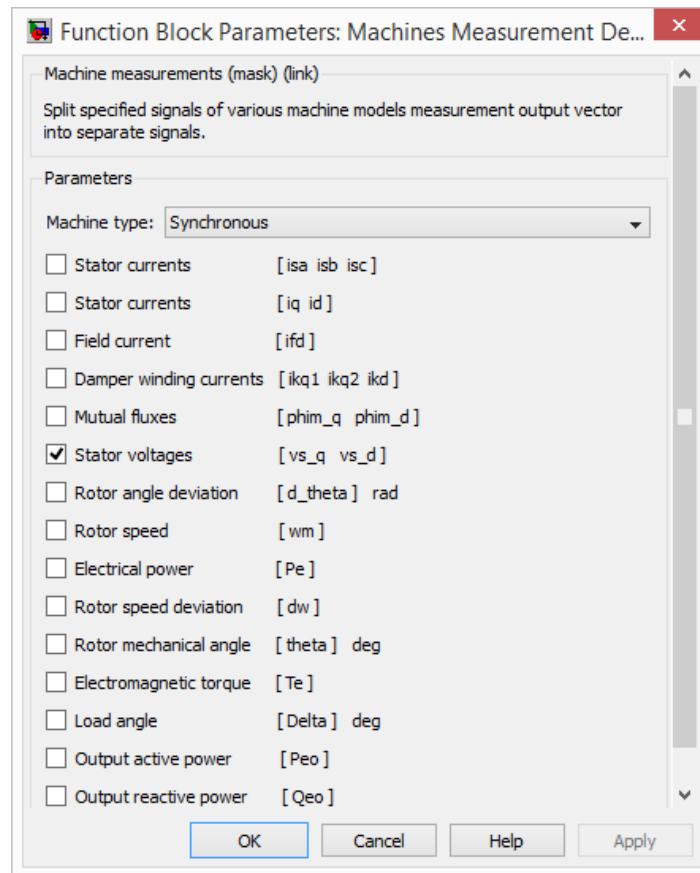 Function Block Parameters: Machines Measurement De...
Machine measurements (mask) (link)
Split specified signals of various machine models measurement output vector
into separate signals.
Parameters
Machine type: Synchronous
Stator currents [ isa isb isc ]
Stator currents [ iq id ]
Field current [ ifd ]
Damper winding currents [ ikq1 ikq2 ikd ]
Mutual fluxes [ phim_q phim_d ]
Stator voltages [ vs_q vs_d ]
Rotor angle deviation [ d_theta ] rad
Rotor speed [ wm ]
Electrical power [ Pe ]
Rotor speed deviation [ dw ]
Rotor mechanical angle [ theta ] deg
Electromagnetic torque [ Te ]
Load angle [ Delta ] deg
Output active power [ Peo ]
Output reactive power [ Qeo ]
OK Cancel Help Apply